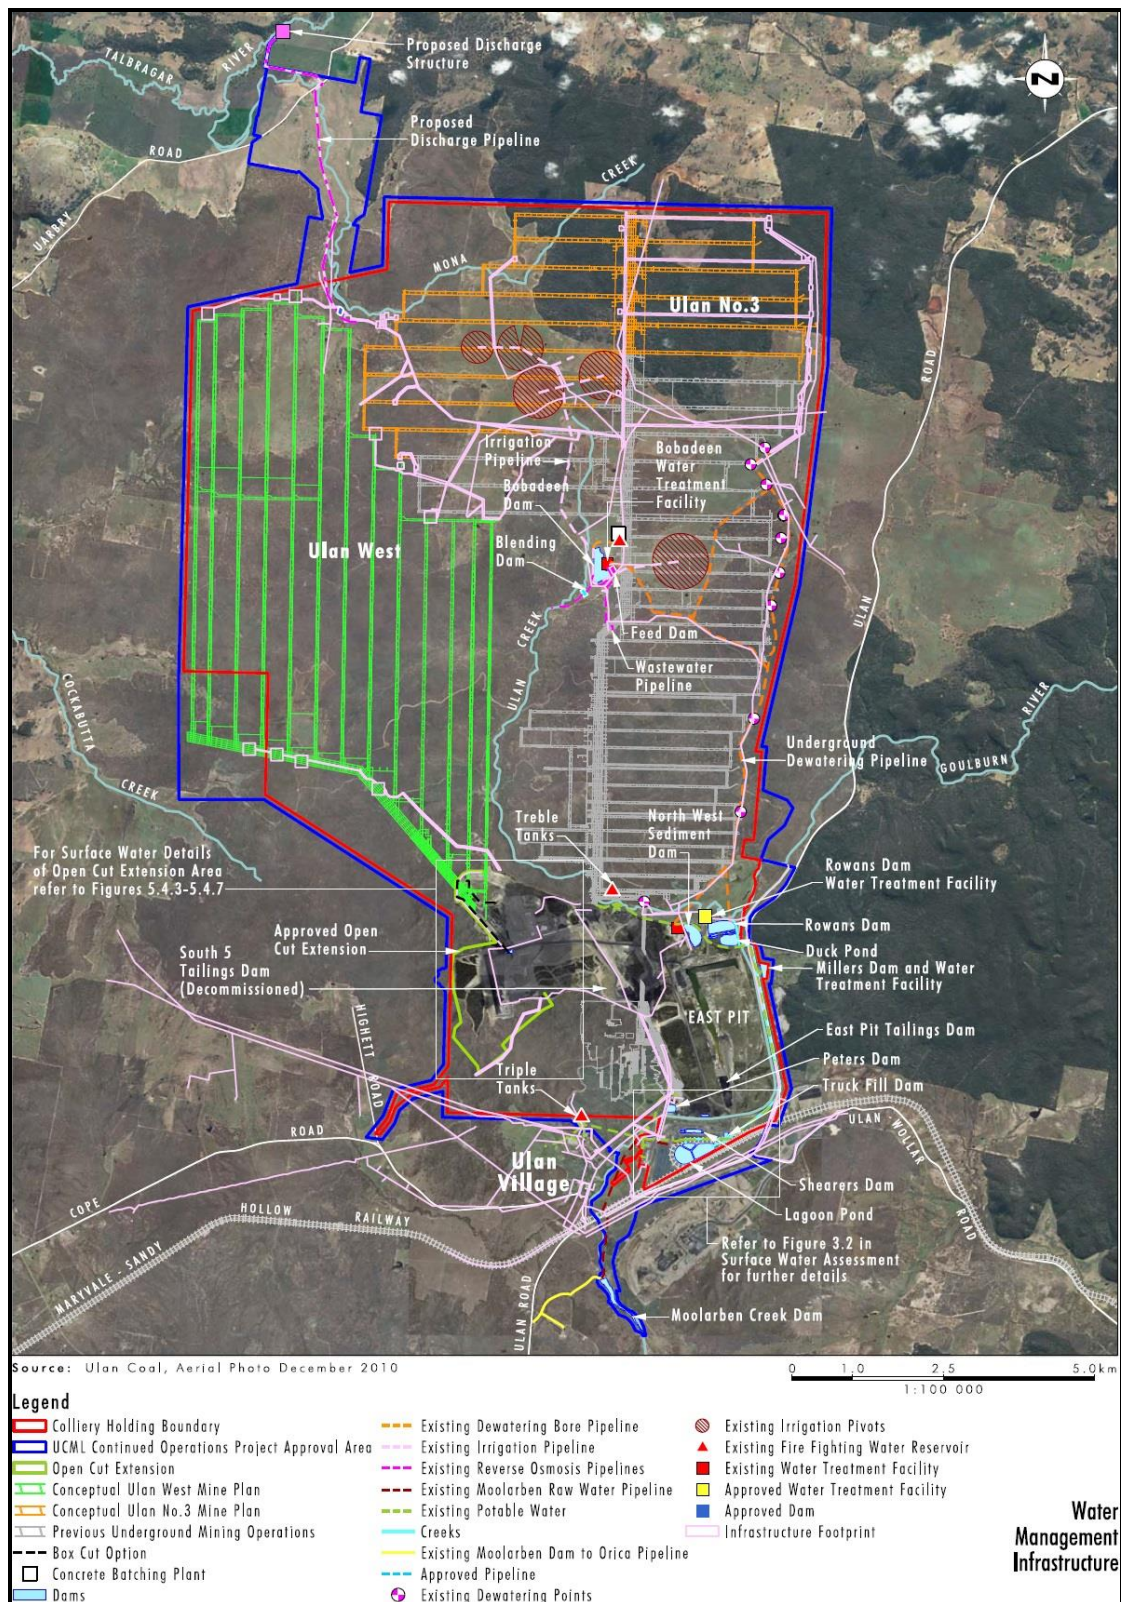 Proposed Discharge
Structure
TALBRAGAR
RIVER
N
Proposed
Discharge Pipeline
ROAD
UARBRY
CREEK
MONA
Ulan No.3
ROAD
Irrigation
Pipeline
Bobadeen
Dam
Bobadeen
Water
Treatment
Facility
Blending
Dam
Ulan West
ULAN
Feed Dam
CREEK
ULAN
Wastewater
Pipeline
COCKABUTTA
CREEK
RIVER
GOULBURN
Underground
Dewatering Pipeline
Treble
Tanks
North West
Sediment
Dam
For Surface Water Details
of Open Cut Extension Area
refer to Figures 5.4.3-5.4.7
Rowans Dam
Water Treatment Facility
Rowans Dam
Approved Open
Cut Extension
Duck Pond
South 5
Tailings Dam
(Decommissioned)
Millers Dam and Water
Treatment Facility
EAST PIT
East Pit Tailings Dam
HIGHETT
ROAD
Peters Dam
Triple
Tanks
Truck Fill Dam
ROAD
ULAN
WOLLAR
ROAD
Ulan
Village
COPE
Shearers Dam
HOLLOW
RAILWAY
Lagoon Pond
MARYVALE - SANDY
Refer to Figure 3.2 in
Surface Water Assessment
for further details
ULAN ROAD
Moolarben Creek Dam
Source: Ulan Coal, Aerial Photo December 2010
0 1.0 2.5 5.0km
1:100 000
Legend
Colliery Holding Boundary
UCML Continued Operations Project Approval Area
Open Cut Extension
Conceptual Ulan West Mine Plan
Conceptual Ulan No.3 Mine Plan
Previous Underground Mining Operations
Box Cut Option
Concrete Batching Plant
Dams
Existing Dewatering Bore Pipeline
Existing Irrigation Pipeline
Existing Reverse Osmosis Pipelines
Existing Moolarben Raw Water Pipeline
Existing Potable Water
Creeks
Existing Moolarben Dam to Orica Pipeline
Approved Pipeline
Existing Dewatering Points
Existing Irrigation Pivots
Existing Fire Fighting Water Reservoir
Existing Water Treatment Facility
Approved Water Treatment Facility
Approved Dam
Infrastructure Footprint
Water
Management
Infrastructure